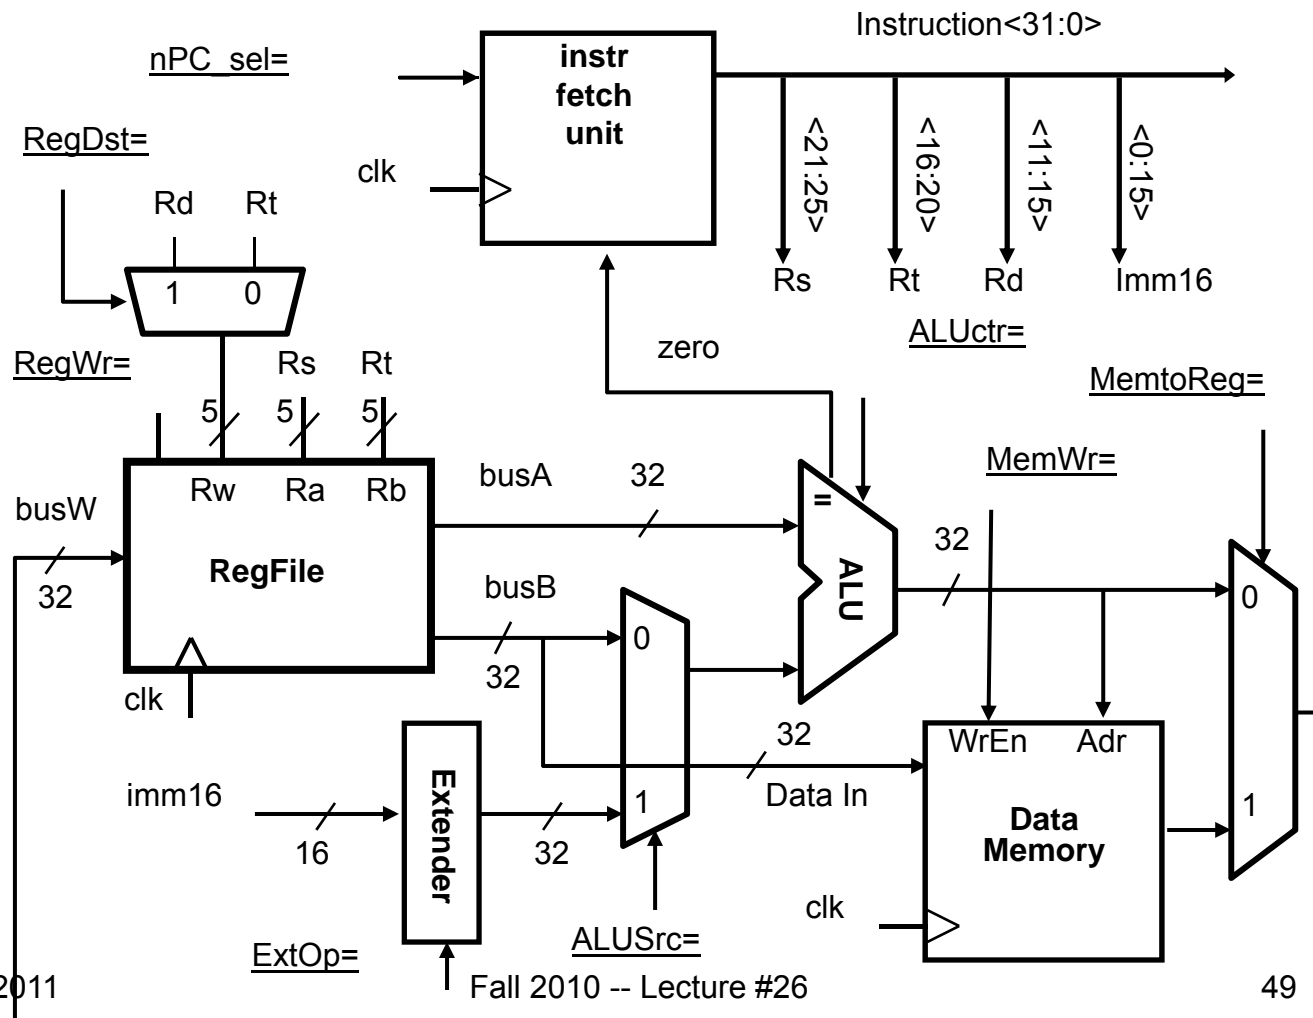 Instruction<31:0>
nPC_sel=
instr
fetch
unit
RegDst=
clk
<21:25>
<16:20>
<11:15>
<0:15>
Rd
Rt
1
0
Rs
Rt
Rd
Imm16
ALUctr=
zero
RegWr=
Rs
Rt
MemtoReg=
5
5
5
MemWr=
busA
32
Rw
Ra
Rb
=
busW
32
RegFile
ALU
32
busB
0
0
32
clk
32
WrEn
Adr
imm16
Extender
1
Data In
1
16
32
Data
Memory
clk
ExtOp=
ALUSrc=
2011
Fall 2010 -- Lecture #26
49